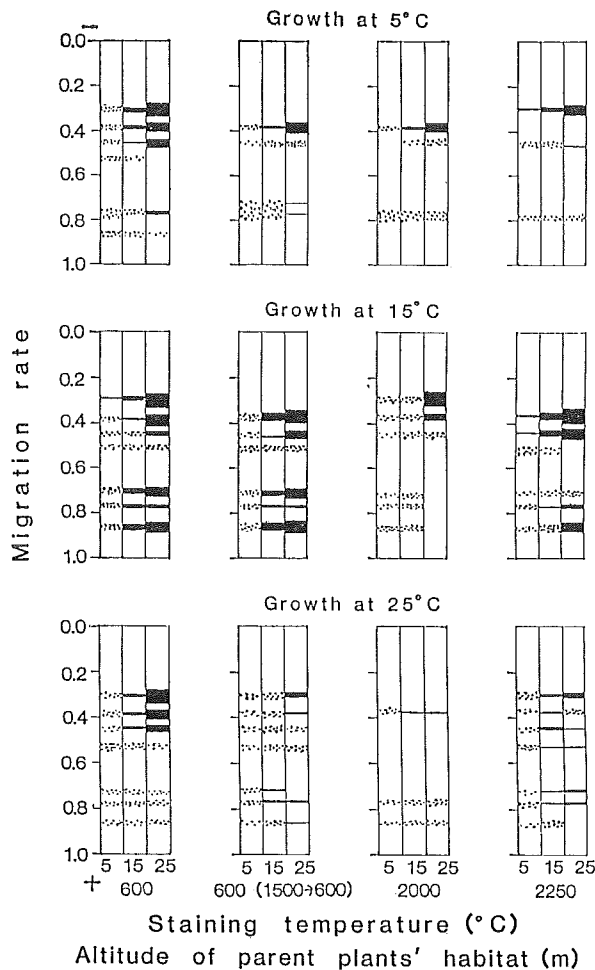 Growth at 5°C
−
0.0
0.2
0.4
0.6
0.8
1.0
Growth at 15°C
0.0
0.2
0.4
0.6
0.8
1.0
Migration rate
Growth at 25°C
0.0
0.2
0.4
0.6
0.8
1.0
5 15 25 5 15 25 5 15 25 5 15 25
+ 600 600 (1500→600) 2000 2250
Staining temperature (°C)
Altitude of parent plants' habitat (m)